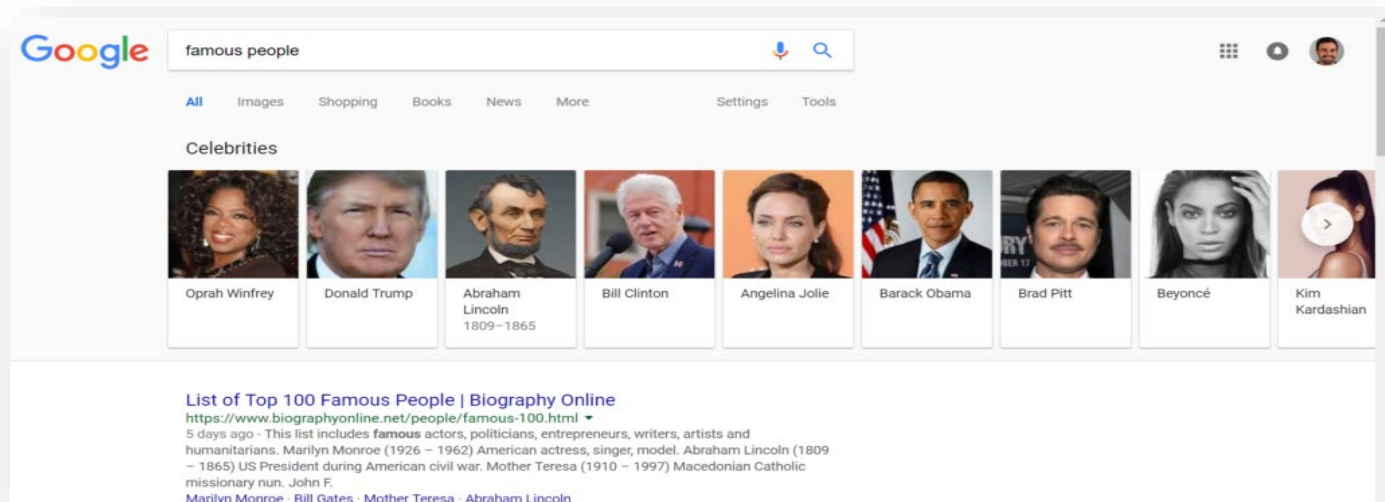 Google
famous people
All Images Shopping Books News More Settings Tools
Celebrities
RY
BER 17
Oprah Winfrey
Donald Trump
Abraham
Lincoln
1809–1865
Bill Clinton
Angelina Jolie
Barack Obama
Brad Pitt
Beyoncé
Kim
Kardashian
List of Top 100 Famous People | Biography Online
https://www.biographyonline.net/people/famous-100.html
5 days ago - This list includes famous actors, politicians, entrepreneurs, writers, artists and
humanitarians. Marilyn Monroe (1926 – 1962) American actress, singer, model. Abraham Lincoln (1809
– 1865) US President during American civil war. Mother Teresa (1910 – 1997) Macedonian Catholic
missionary nun. John F.
Marilyn Monroe · Bill Gates · Mother Teresa · Abraham Lincoln